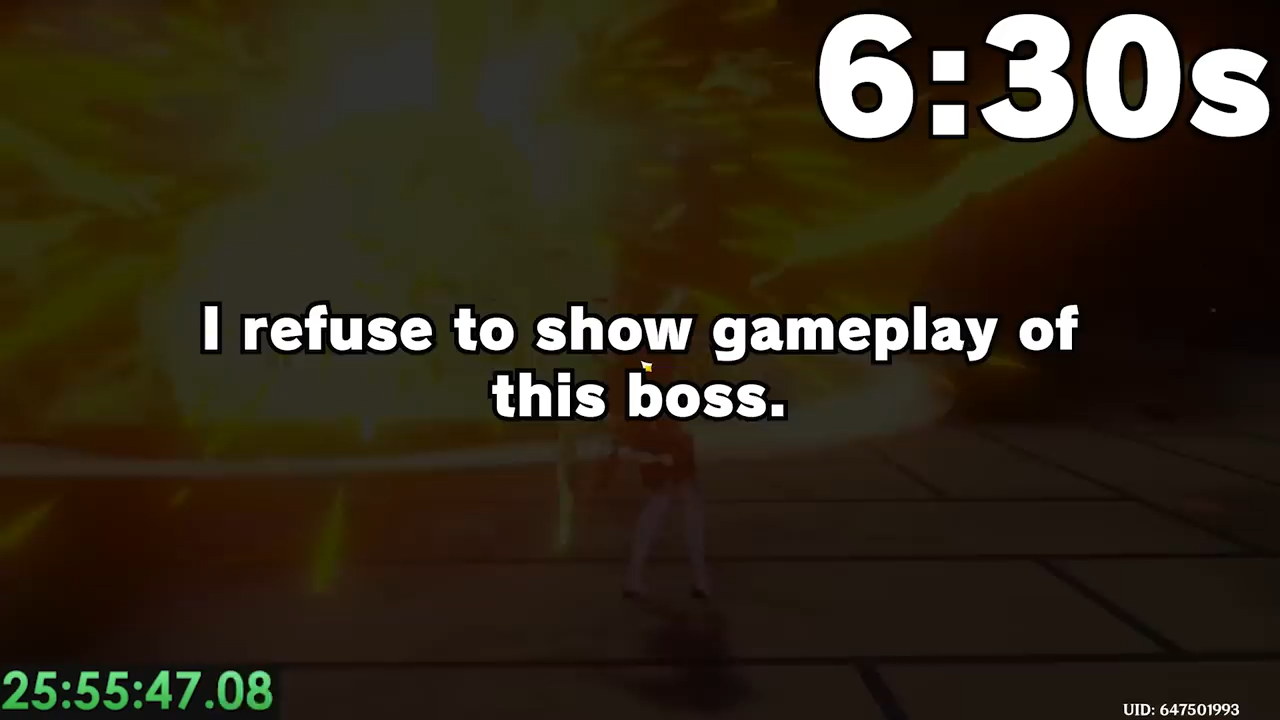 6:30s
I refuse to show gameplay of
this boss.
25:55:47.08
UID: 647501993